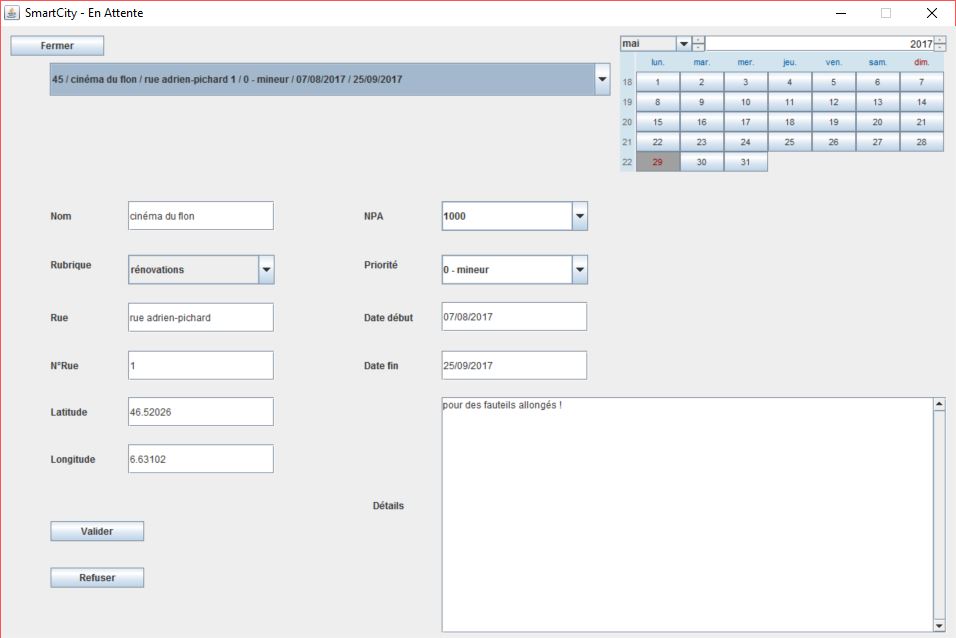 SmartCity - En Attente
Fermer
45 / cinéma du flon / rue adrien-pichard 1 / 0 - mineur / 07/08/2017 / 25/09/2017
mai 2017
lun. mar. mer. jeu. ven. sam. dim.
18 1 2 3 4 5 6 7
19 8 9 10 11 12 13 14
20 15 16 17 18 19 20 21
21 22 23 24 25 26 27 28
22 29 30 31
Nom cinéma du flon NPA 1000
Rubrique rénovations Priorité 0 - mineur
Rue rue adrien-pichard Date début 07/08/2017
N°Rue 1 Date fin 25/09/2017
Latitude 46.52026
Longitude 6.63102
Détails pour des fauteils allongés !
Valider
Refuser